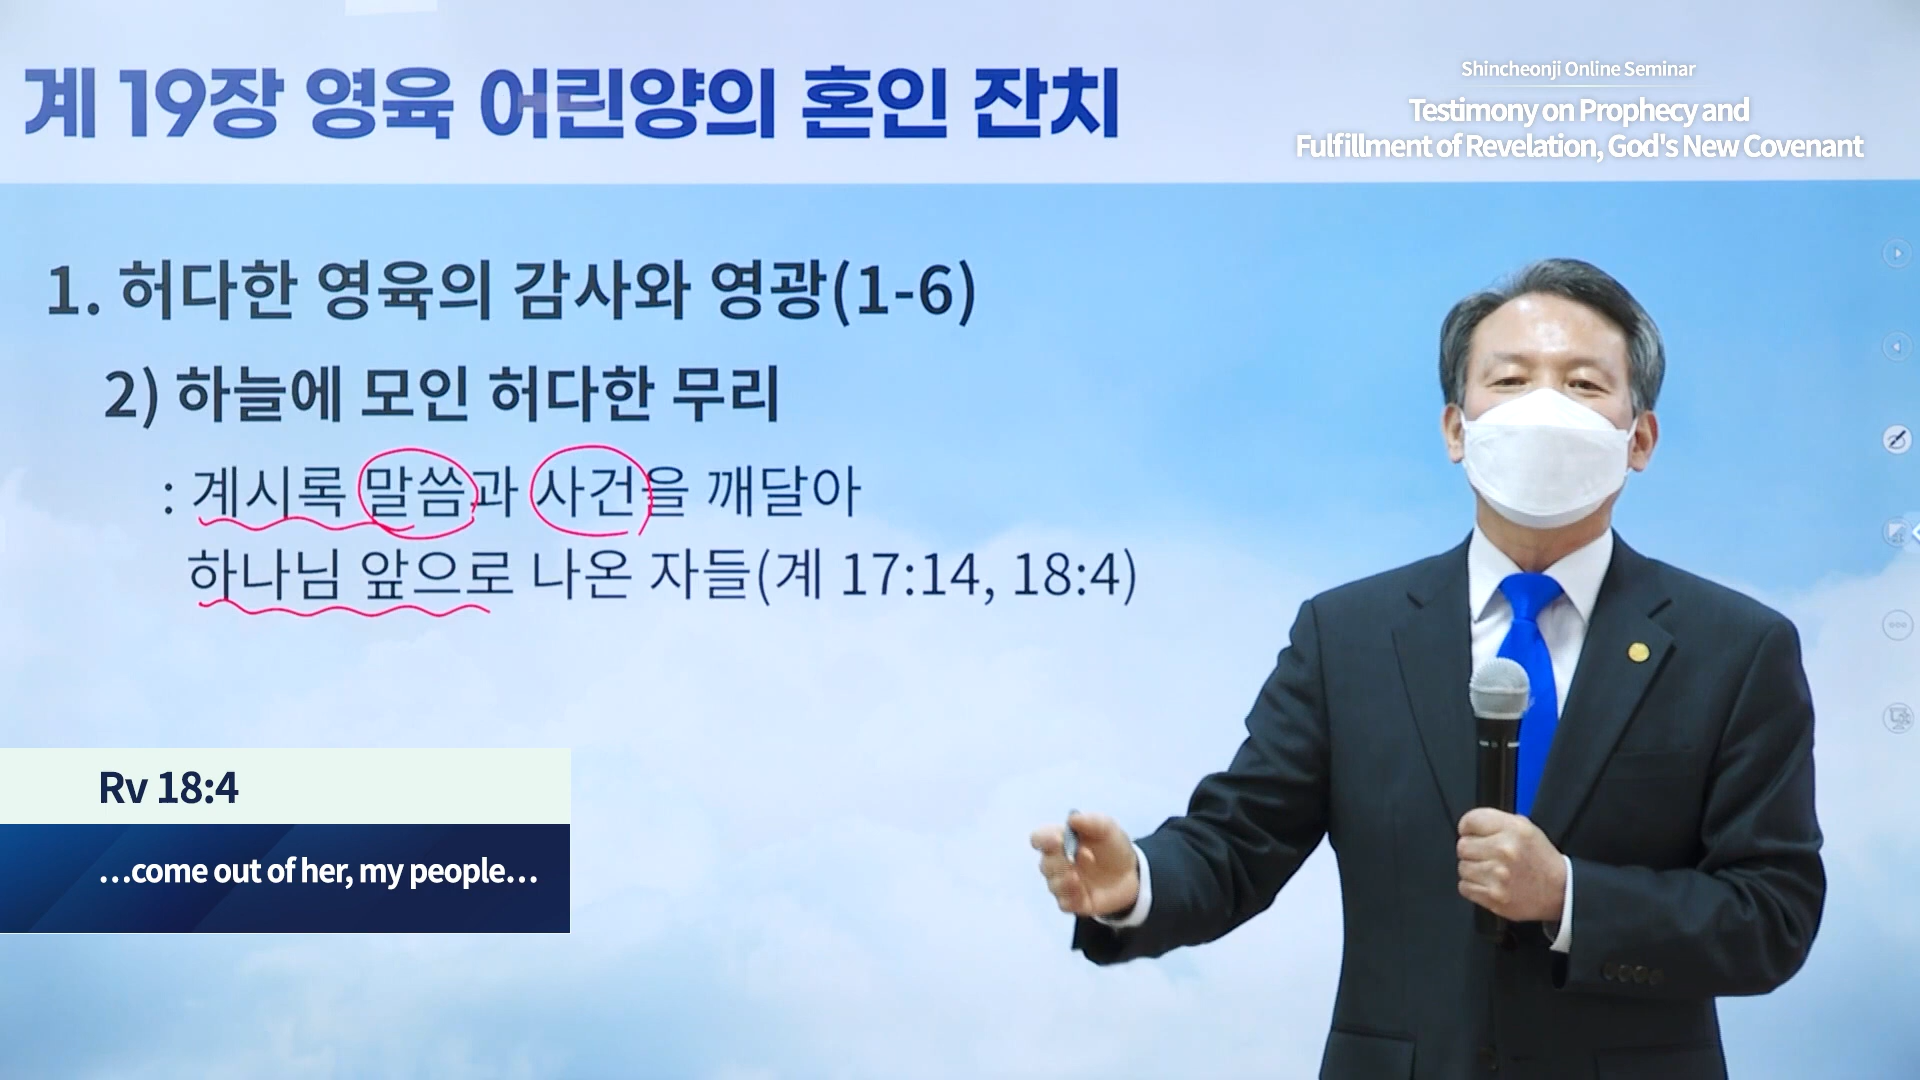 계 19장 영육 어린양의 혼인 잔치
Shincheonji Online Seminar
Testimony on Prophecy and
Fulfillment of Revelation, God's New Covenant
1. 허다한 영육의 감사와 영광(1-6)
2) 하늘에 모인 허다한 무리
: 계시록 말씀과 사건을 깨달아
하나님 앞으로 나온 자들(계 17:14, 18:4)
Rv 18:4
...come out of her, my people...